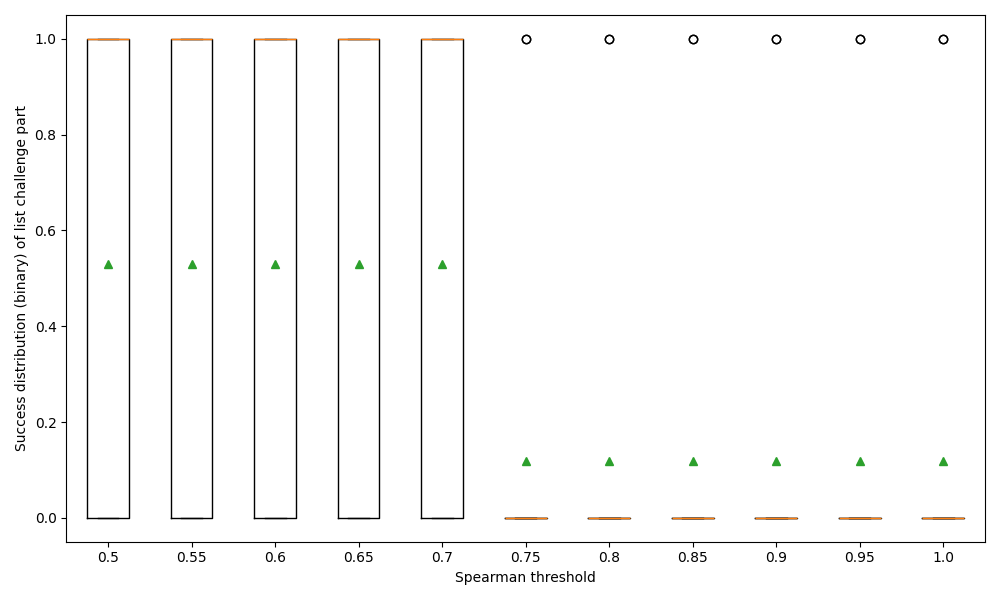 1.0
0.8
0.6
0.4
0.2
0.0
Success distribution (binary) of list challenge part
0.5 0.55 0.6 0.65 0.7 0.75 0.8 0.85 0.9 0.95 1.0
Spearman threshold